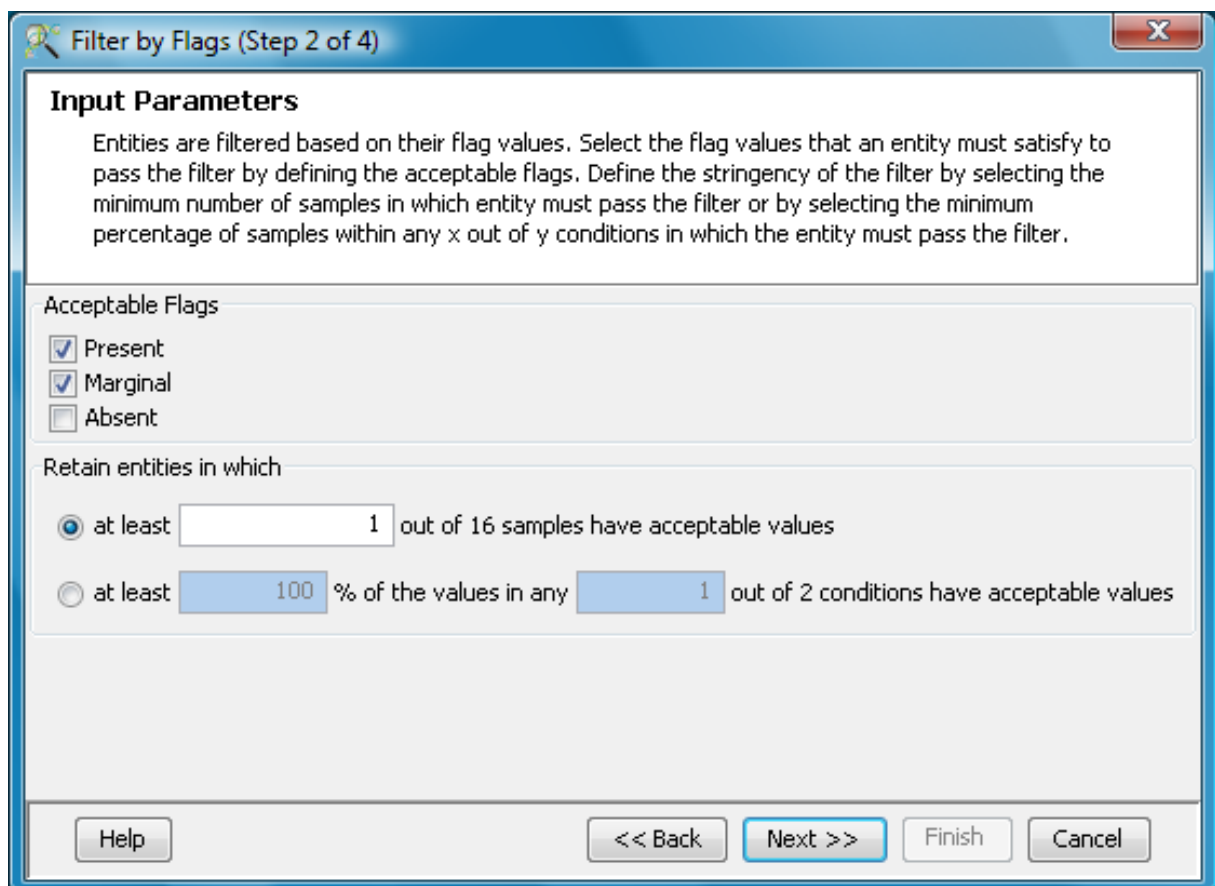 Filter by Flags (Step 2 of 4)
x
Input Parameters
Entities are filtered based on their flag values. Select the flag values that an entity must satisfy to
pass the filter by defining the acceptable flags. Define the stringency of the filter by selecting the
minimum number of samples in which entity must pass the filter or by selecting the minimum
percentage of samples within any x out of y conditions in which the entity must pass the filter.
Acceptable Flags
Present
Marginal
Absent
Retain entities in which
at least 1 out of 16 samples have acceptable values
at least 100 % of the values in any 1 out of 2 conditions have acceptable values
Help << Back Next >> Finish Cancel